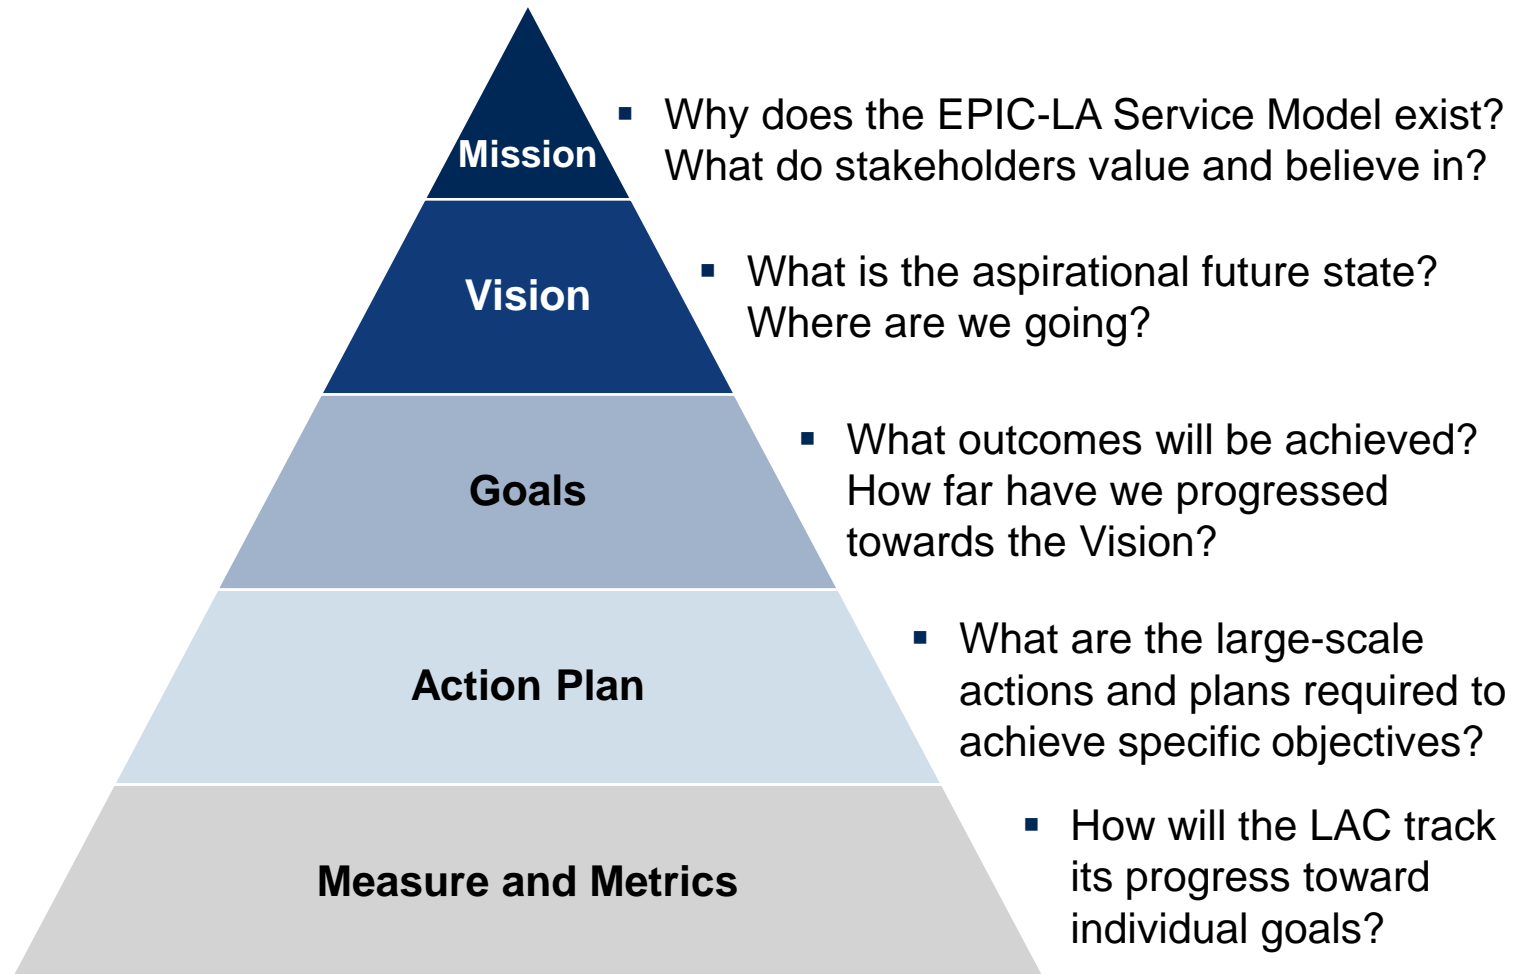 Mission
▪ Why does the EPIC-LA Service Model exist?
What do stakeholders value and believe in?
Vision
▪ What is the aspirational future state?
Where are we going?
Goals
▪ What outcomes will be achieved?
How far have we progressed
towards the Vision?
Action Plan
▪ What are the large-scale
actions and plans required to
achieve specific objectives?
Measure and Metrics
▪ How will the LAC track
its progress toward
individual goals?